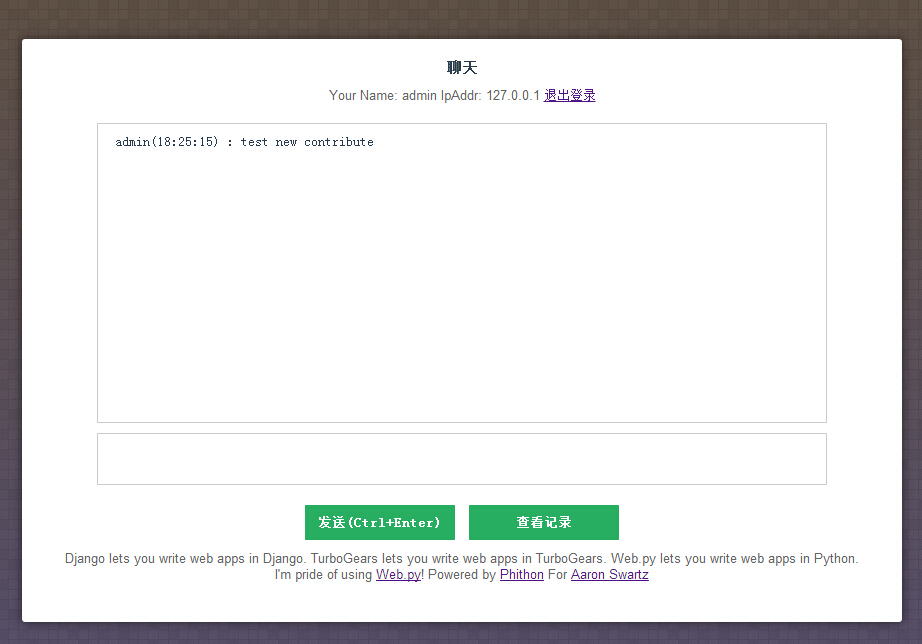 聊天
Your Name: admin IpAddr: 127.0.0.1 退出登录
admin(18:25:15) : test new contribute
发送(Ctrl+Enter) 查看记录
Django lets you write web apps in Django. TurboGears lets you write web apps in TurboGears. Web.py lets you write web apps in Python.
I'm pride of using Web.py! Powered by Phithon For Aaron Swartz